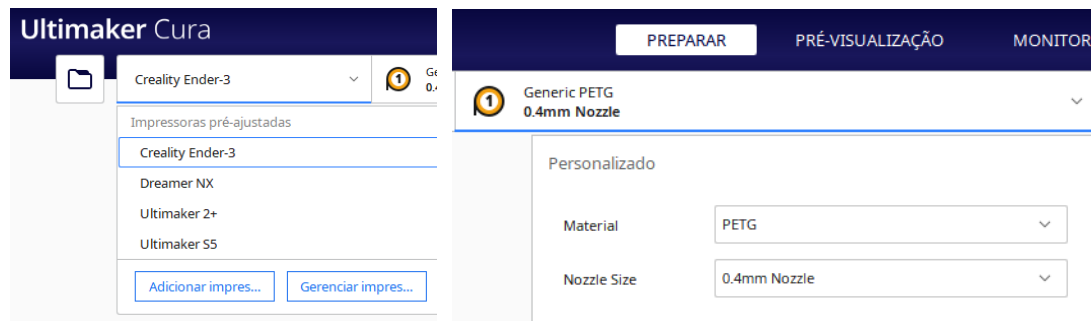 Ultimaker Cura
Creality Ender-3
1
Impressoras pré-ajustadas
Creality Ender-3
Dreamer NX
Ultimaker 2+
Ultimaker S5
Adicionar impres...
Gerenciar impres...
PREPARAR PRÉ-VISUALIZAÇÃO MONITOR
1
Generic PETG
0.4mm Nozzle
Personalizado
Material PETG
Nozzle Size 0.4mm Nozzle